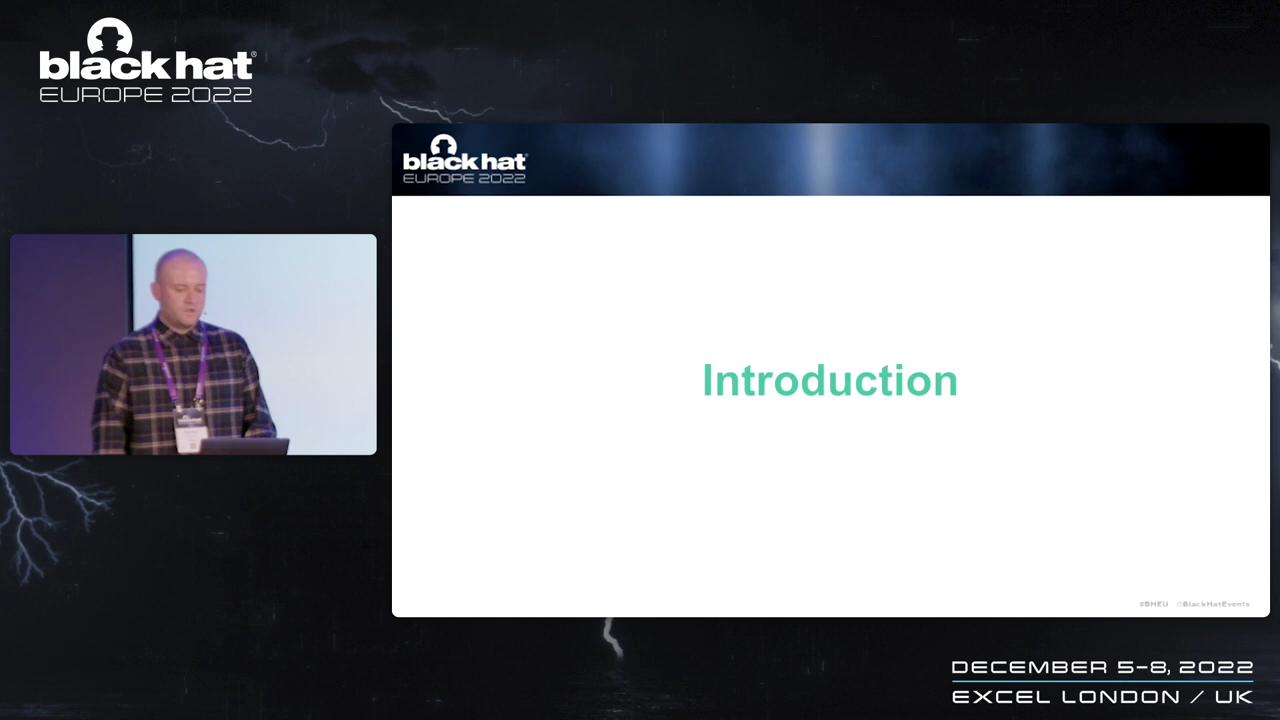 black hat®
EUROPE 2022
black hat®
EUROPE 2022
Introduction
#BHEU @BlackHatEvents
DECEMBER 5-8, 2022
EXCEL LONDON / UK